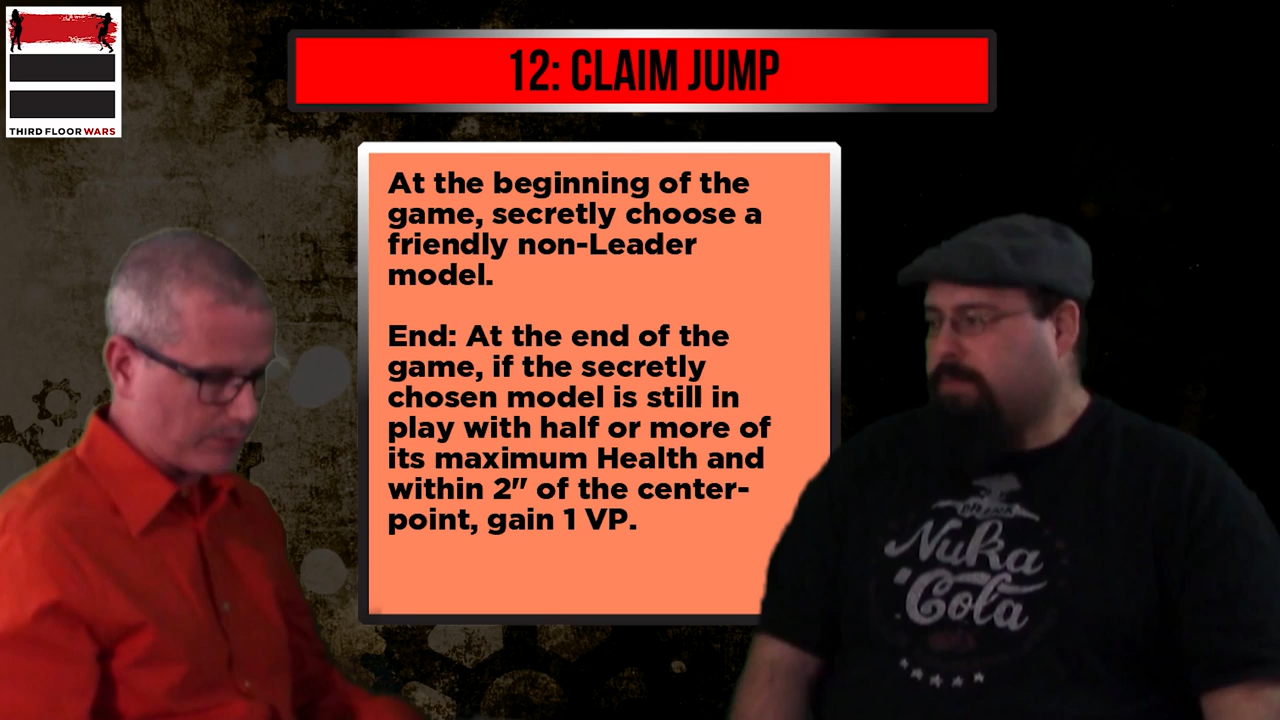 THIRD FLOOR WARS
12: CLAIM JUMP
At the beginning of the
game, secretly choose a
friendly non-Leader
model.
End: At the end of the
game, if the secretly
chosen model is still in
play with half or more of
its maximum Health and
within 2" of the center-
point, gain 1 VP.
DRINK
Nuka
Cola